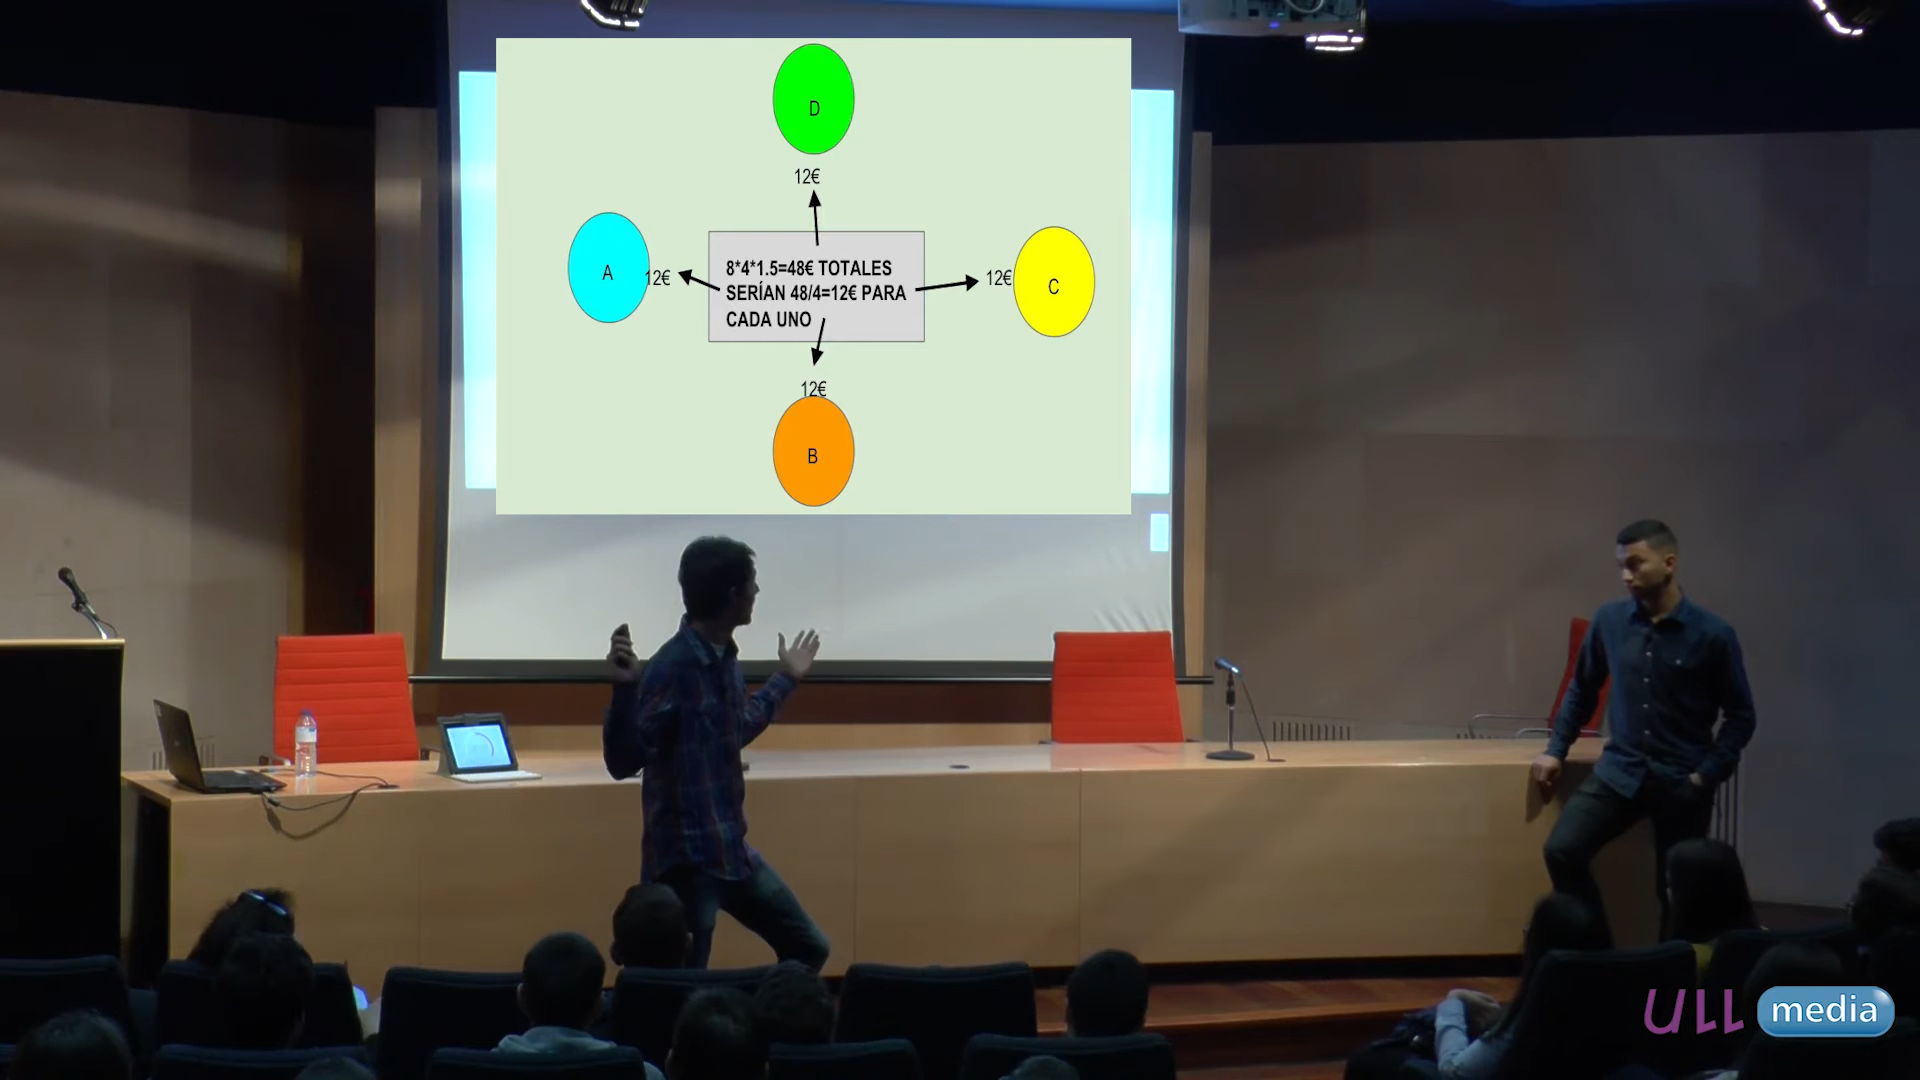 D
12€
A
12€
8*4*1.5=48€ TOTALES
SERÍAN 48/4=12€ PARA
CADA UNO
12€
C
12€
B
ULL media